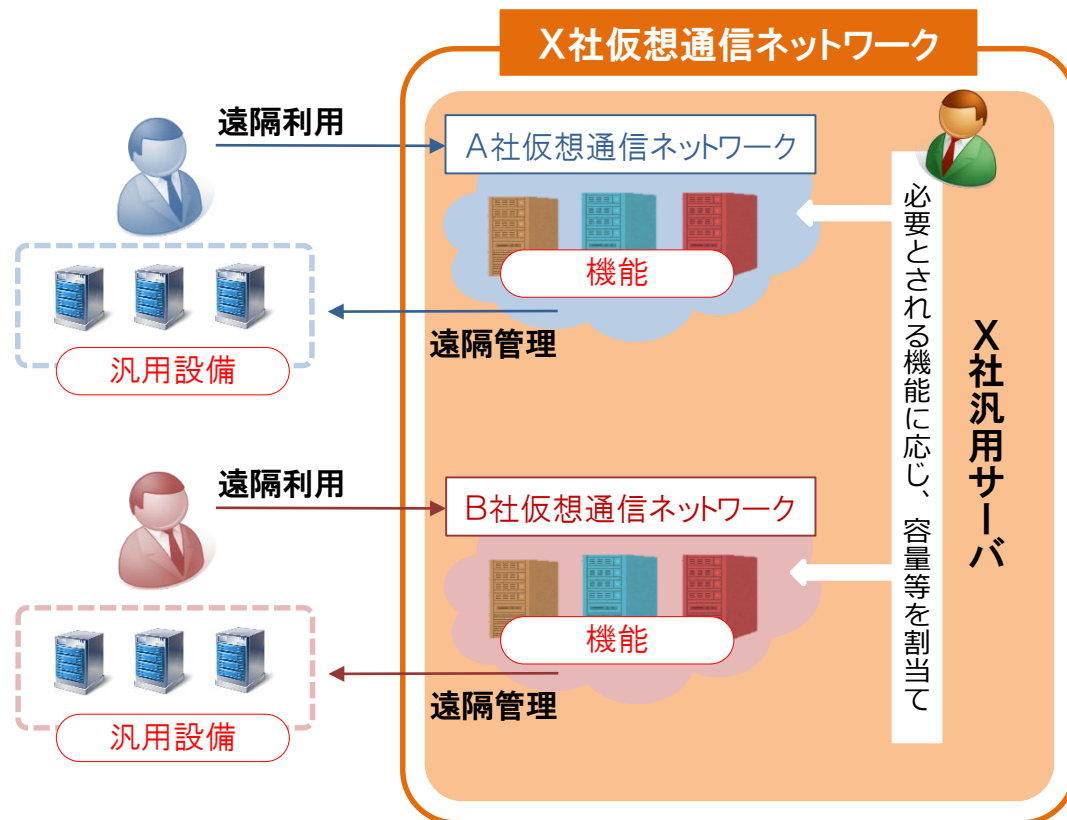 X社仮想通信ネットワーク
遠隔利用
A社仮想通信ネットワーク
機能
遠隔管理
汎用設備
遠隔利用
B社仮想通信ネットワーク
機能
遠隔管理
汎用設備
必要とされる機能に応じ、容量等を割当て
X社汎用サーバ